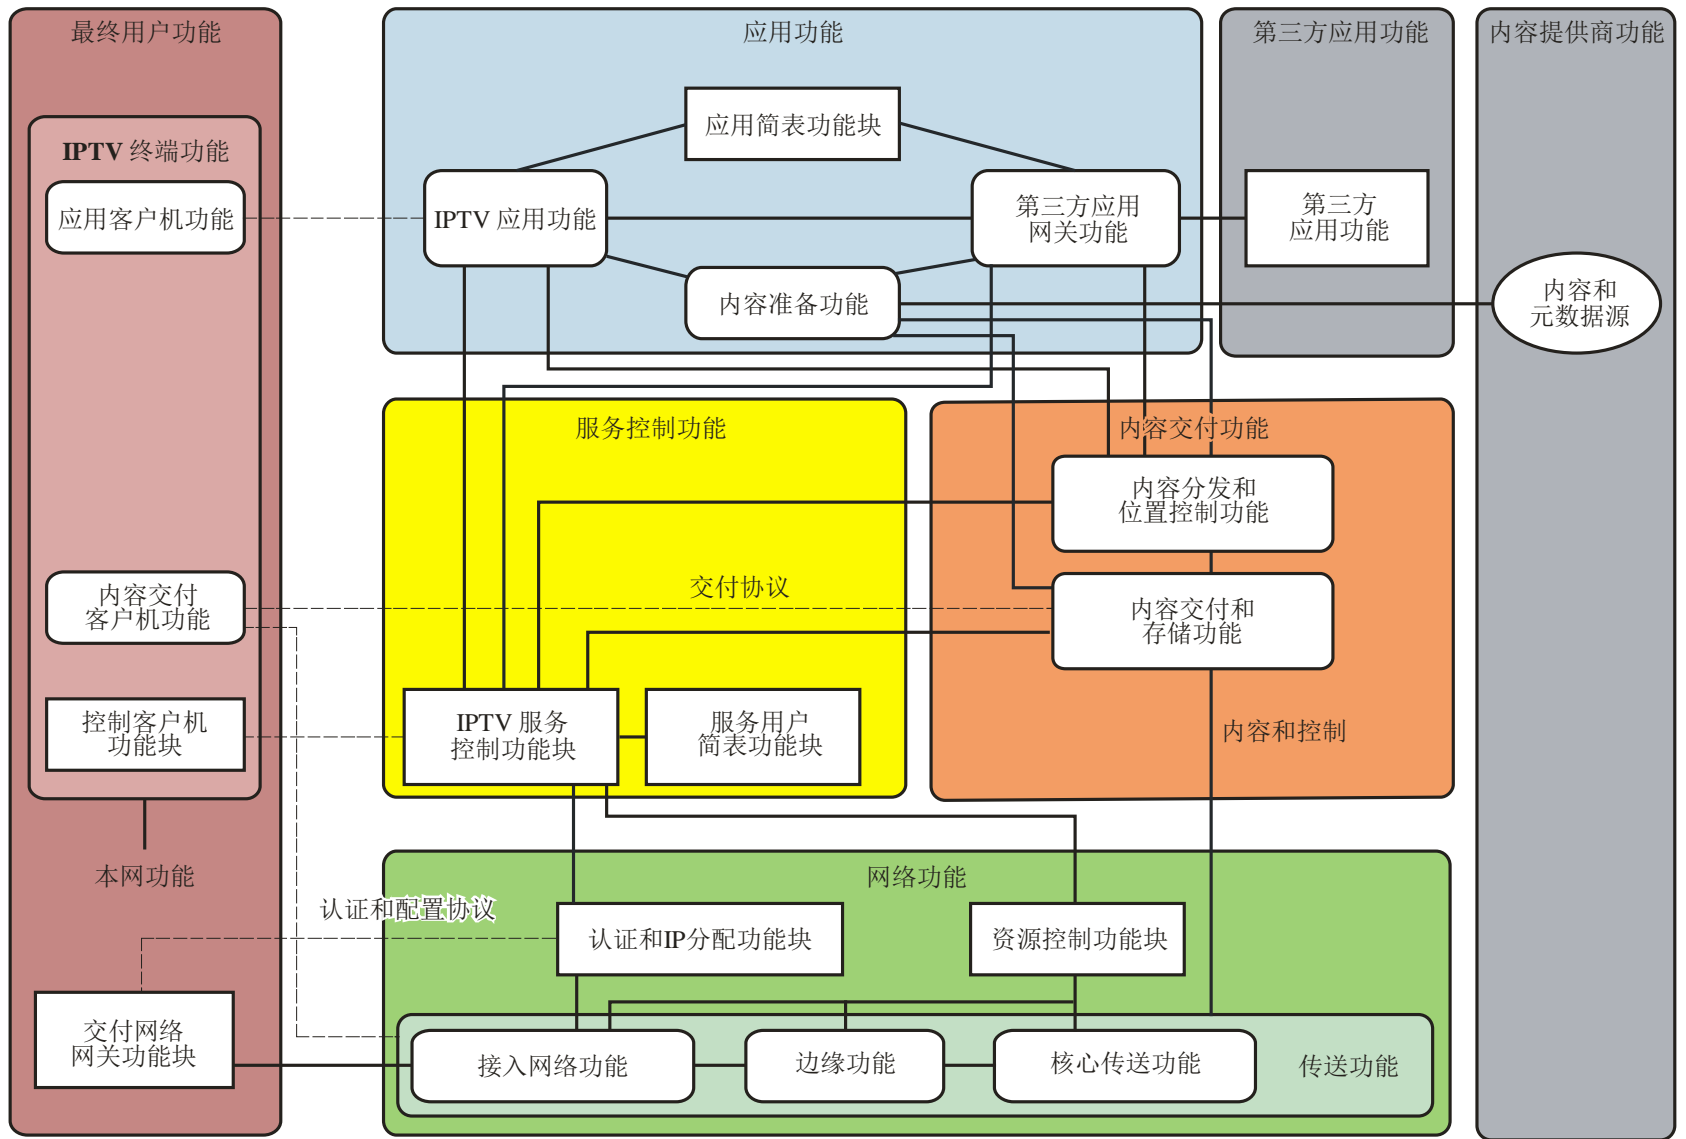 最终用户功能
应用功能
第三方应用功能
内容提供商功能
应用简表功能块
IPTV 终端功能
应用客户机功能
IPTV 应用功能
第三方应用
网关功能
第三方
应用功能
内容准备功能
内容和
元数据源
服务控制功能
内容交付功能
内容分发和
位置控制功能
交付协议
内容交付
客户机功能
内容交付和
存储功能
控制客户机
功能块
IPTV 服务
控制功能块
服务用户
简表功能块
内容和控制
本网功能
网络功能
认证和配置协议
认证和IP分配功能块
资源控制功能块
交付网络
网关功能块
接入网络功能
边缘功能
核心传送功能
传送功能